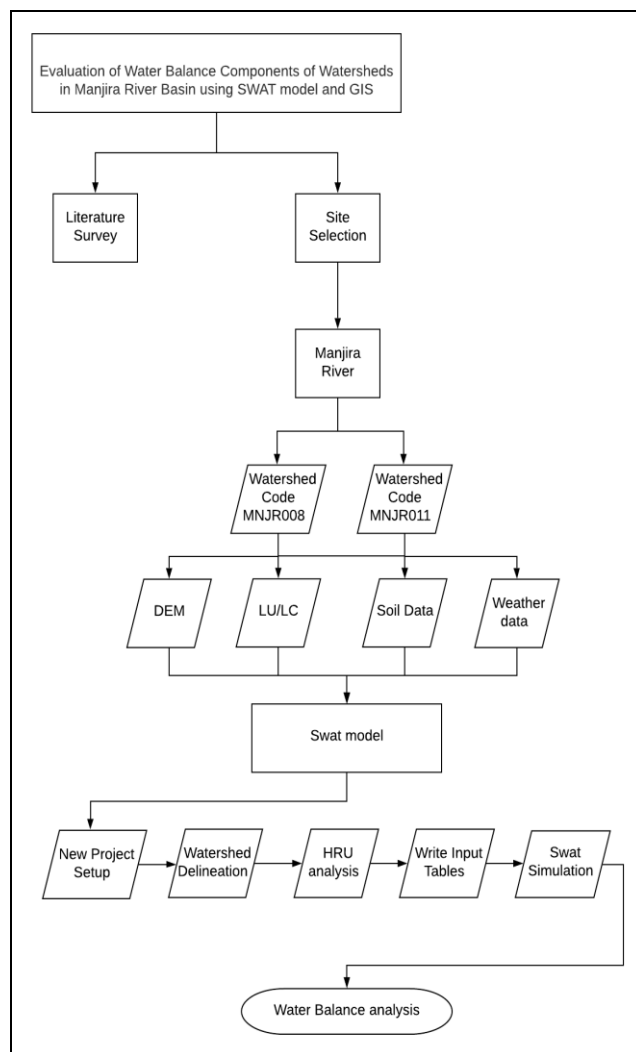 Evaluation of Water Balance Components of Watersheds
in Manjira River Basin using SWAT model and GIS
Literature
Survey
Site
Selection
Manjira
River
Watershed
Code
MNJR008
Watershed
Code
MNJR011
DEM
LU/LC
Soil Data
Weather
data
Swat model
New Project
Setup
Watershed
Delineation
HRU
analysis
Write Input
Tables
Swat
Simulation
Water Balance analysis